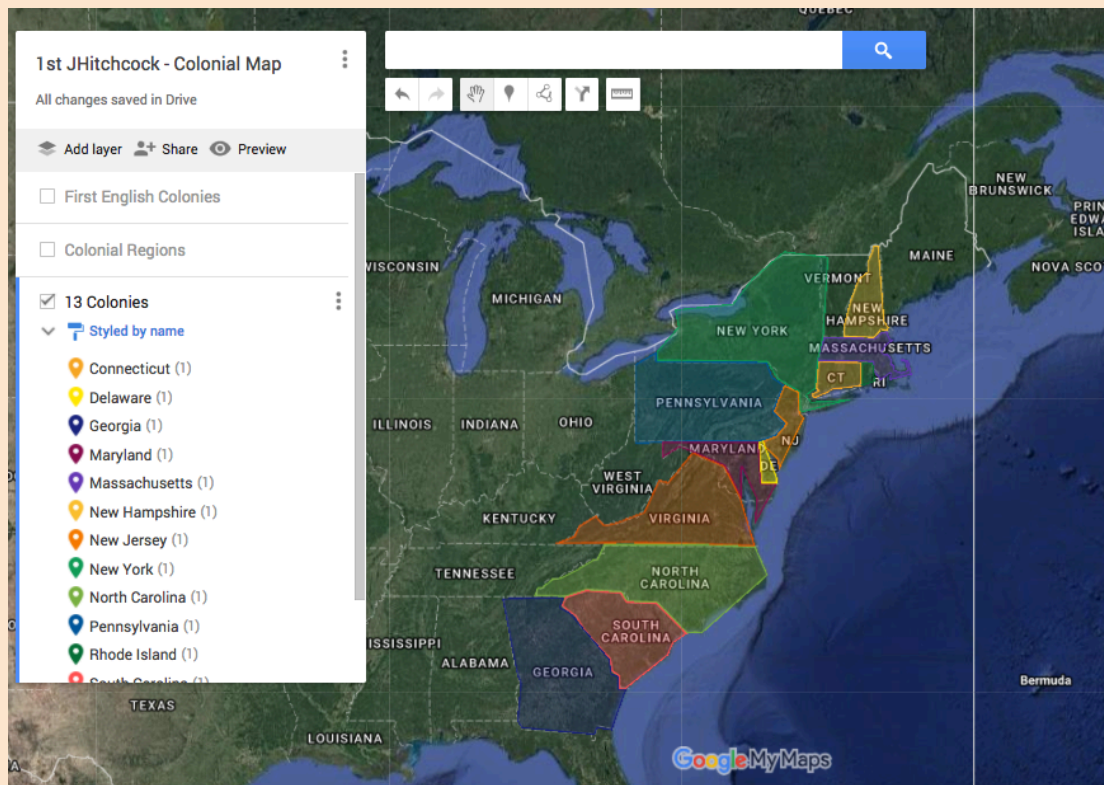 QUEBEC
1st JHitchcock - Colonial Map
All changes saved in Drive
Add layer Share Preview
First English Colonies
Colonial Regions
13 Colonies
Styled by name
Connecticut (1)
Delaware (1)
Georgia (1)
Maryland (1)
Massachusetts (1)
New Hampshire (1)
New Jersey (1)
New York (1)
North Carolina (1)
Pennsylvania (1)
Rhode Island (1)
South Carolina (1)
NEW
BRUNSWICK
PRIN
EDWA
ISLA
MAINE
NOVA SCO
WISCONSIN
VERMONT
MICHIGAN
NEW
HAMPSHIRE
NEW YORK
MASSACHUSETTS
CT
RI
PENNSYLVANIA
ILLINOIS
INDIANA
OHIO
NJ
MARYLAND
DE
WEST
VIRGINIA
KENTUCKY
VIRGINIA
TENNESSEE
NORTH
CAROLINA
SOUTH
CAROLINA
ISSISSIPPI
ALABAMA
GEORGIA
Bermuda
TEXAS
LOUISIANA
Google My Maps